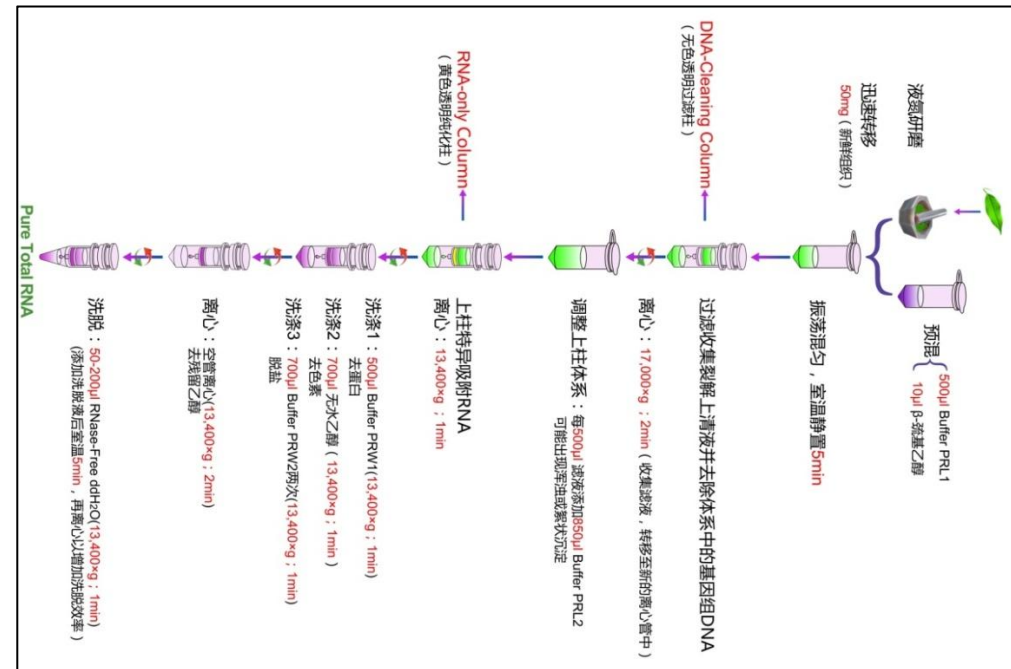 液氮研磨
迅速转移
50mg（新鲜组织）
500μl Buffer PRL1
10μl β-巯基乙醇
预混
振荡混匀，室温静置5min
DNA-Cleaning Column
（无色透明过滤柱）
过滤收集裂解上清液并去除体系中的基因组DNA
离心：17,000×g；2min（收集滤液，转移至新的离心管中）
调整上柱体系：每500μl 滤液添加850μl Buffer PRL2
可能出现浑浊或絮状沉淀
RNA-only Column
（黄色透明纯化柱）
上柱特异吸附RNA
离心：13,400×g；1min
洗涤1：500μl Buffer PRW1(13,400×g；1min)
去蛋白
洗涤2：700μl 无水乙醇（13,400×g；1min）
去色素
洗涤3：700μl Buffer PRW2两次(13,400×g；1min)
脱盐
离心：空管离心(13,400×g；2min)
去残留乙醇
洗脱：50-200μl RNase-Free ddH2O(13,400×g；1min)
(添加洗脱液后室温5min，再离心以增加洗脱效率）
Pure Total RNA